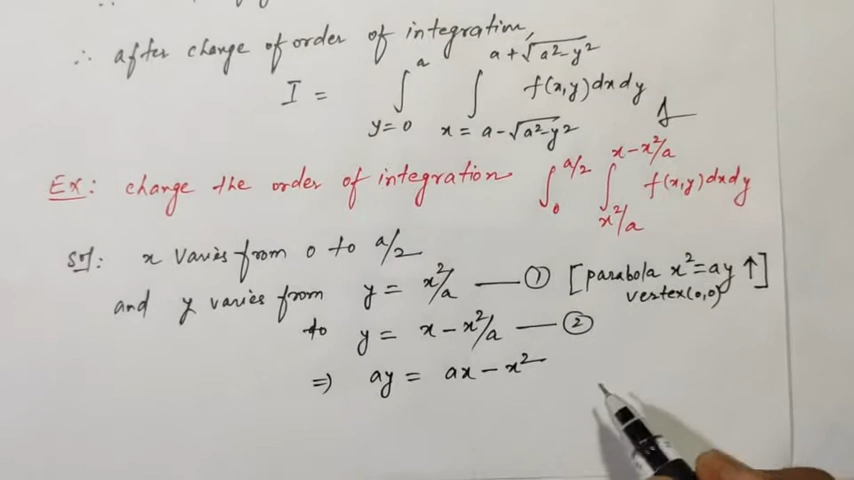 ∴ after change of order of integration,
I = ∫_{y=0}^{a} ∫_{x=a-√(a²-y²)}^{a+√(a²-y²)} f(x,y) dx dy
Ex: change the order of integration ∫_0^{a/2} ∫_{x²/a}^{x-x²/a} f(x,y) dx dy
Sol: x varies from 0 to a/2
and y varies from y = x²/a — ① [parabola x²=ay ↑]
vertex(0,0)
to y = x - x²/a — ②
⇒ ay = ax - x²